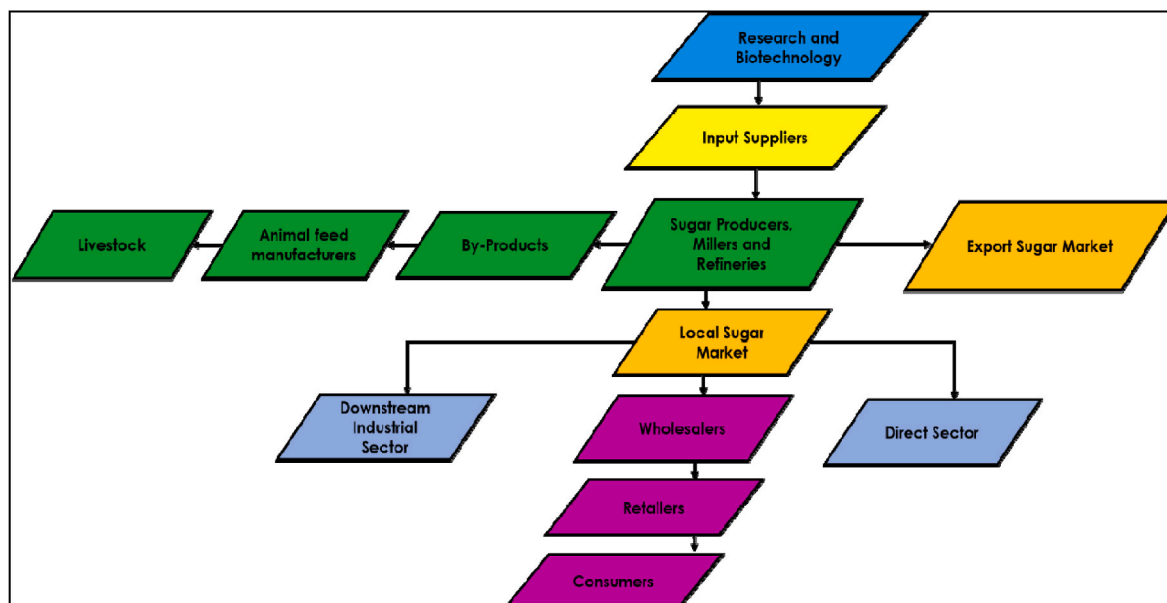 Research and
Biotechnology
Input Suppliers
Livestock
Animal feed
manufacturers
By-Products
Sugar Producers,
Millers and
Refineries
Export Sugar Market
Local Sugar
Market
Downstream
Industrial
Sector
Wholesalers
Direct Sector
Retailers
Consumers